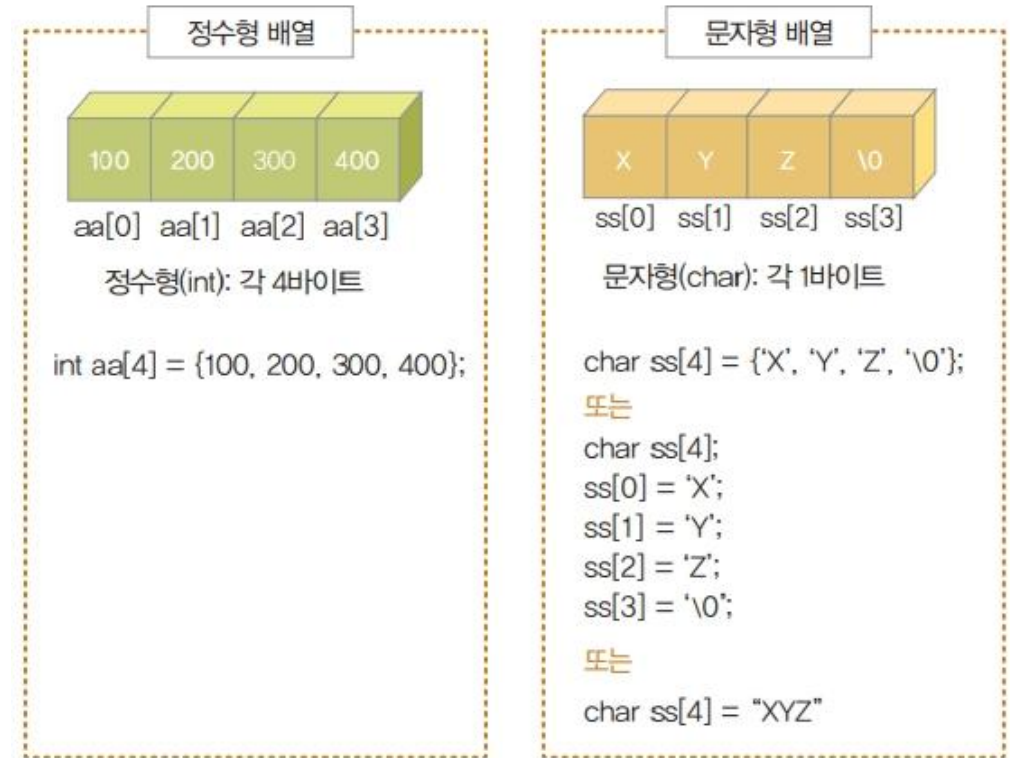 정수형 배열
100 200 300 400
aa[0] aa[1] aa[2] aa[3]
정수형(int): 각 4바이트
int aa[4] = {100, 200, 300, 400};
문자형 배열
X Y Z \0
ss[0] ss[1] ss[2] ss[3]
문자형(char): 각 1바이트
char ss[4] = {‘X’, ‘Y’, ‘Z’, ‘\0’};
또는
char ss[4];
ss[0] = ‘X’;
ss[1] = ‘Y’;
ss[2] = ‘Z’;
ss[3] = ‘\0’;
또는
char ss[4] = “XYZ”